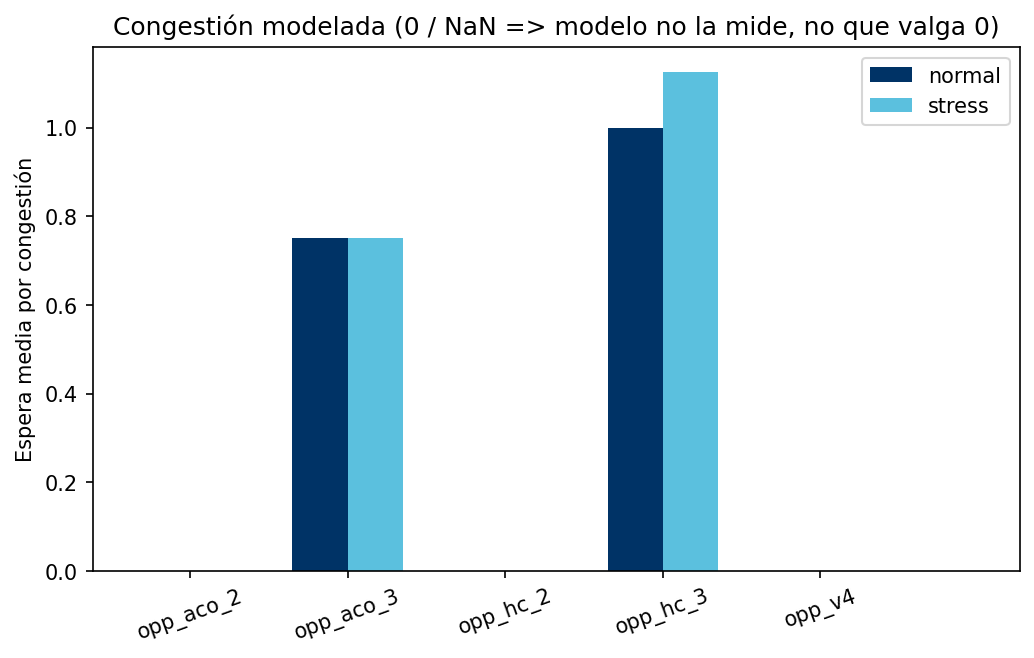 Congestión modelada (0 / NaN => modelo no la mide, no que valga 0)
normal
stress
Espera media por congestión
1.0
0.8
0.6
0.4
0.2
0.0
opp_aco_2
opp_aco_3
opp_hc_2
opp_hc_3
opp_v4